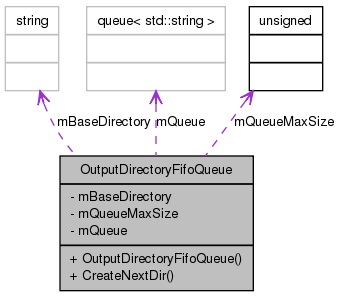 string
queue< std::string >
unsigned
mBaseDirectory
mQueue
mQueueMaxSize
OutputDirectoryFifoQueue
- mBaseDirectory
- mQueueMaxSize
- mQueue
+ OutputDirectoryFifoQueue()
+ CreateNextDir()